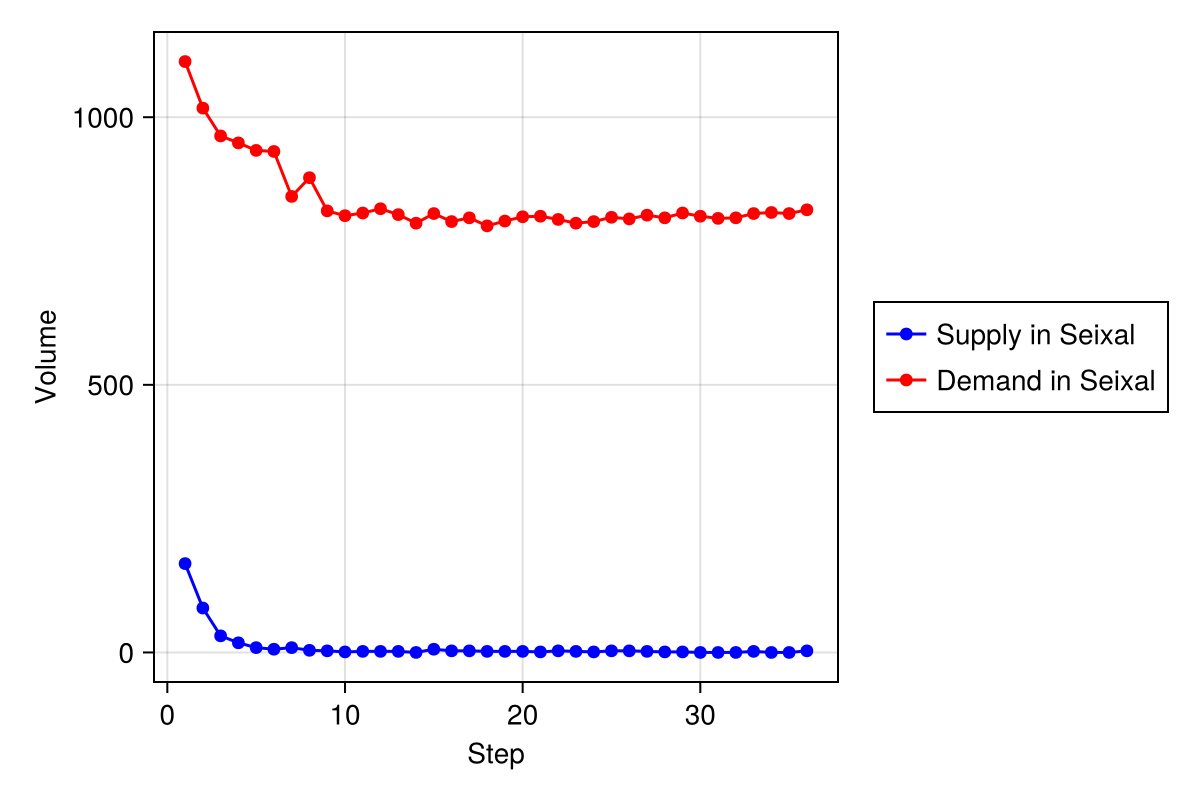 1000
500
0
Volume
0 10 20 30
Step
Supply in Seixal
Demand in Seixal